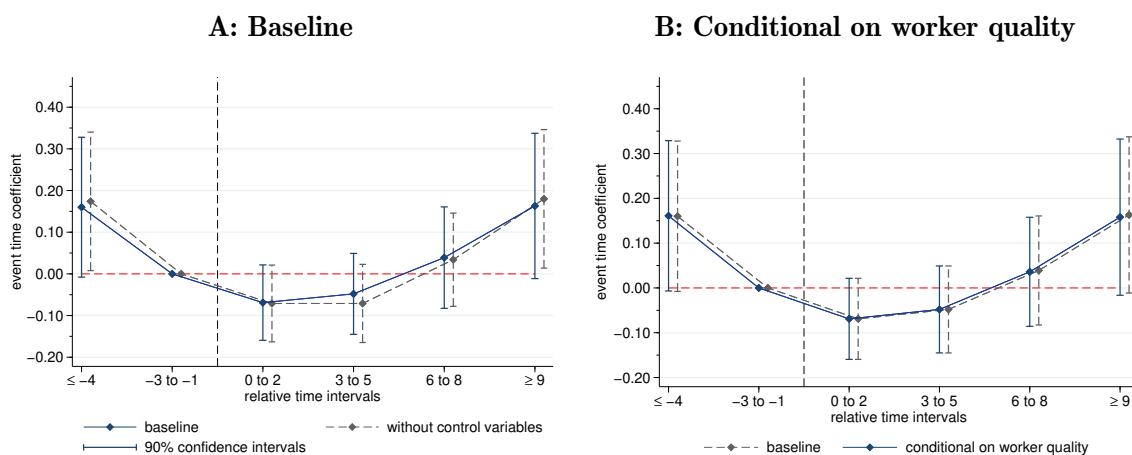 A: Baseline
event time coefficient
0.40
0.30
0.20
0.10
0.00
−0.10
−0.20
≤ −4 −3 to −1 0 to 2 3 to 5 6 to 8 ≥ 9
relative time intervals
baseline without control variables
90% confidence intervals
B: Conditional on worker quality
event time coefficient
0.40
0.30
0.20
0.10
0.00
−0.10
−0.20
≤ −4 −3 to −1 0 to 2 3 to 5 6 to 8 ≥ 9
relative time intervals
baseline conditional on worker quality